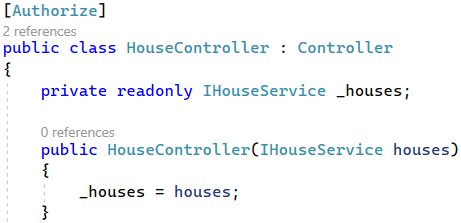 [Authorize]
2 references
public class HouseController : Controller
{
    private readonly IHouseService _houses;
    0 references
    public HouseController(IHouseService houses)
    {
        _houses = houses;
    }